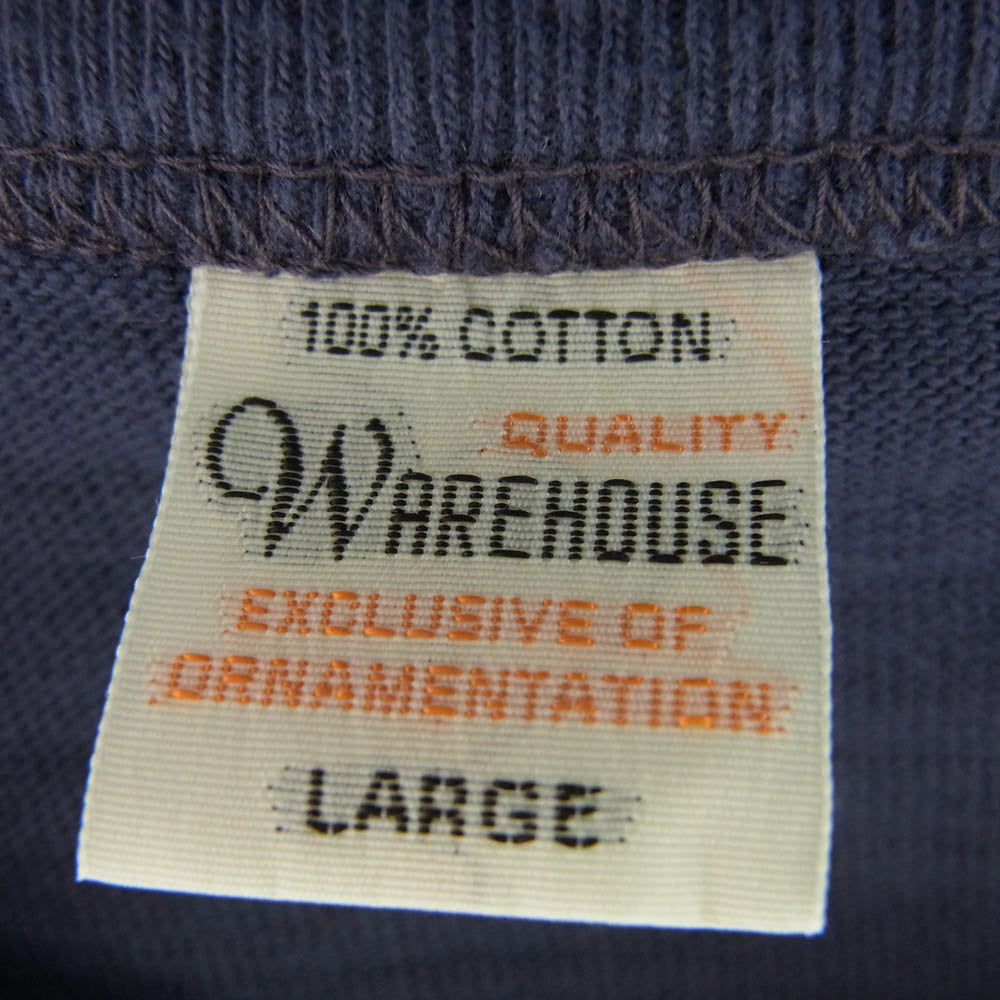 100% COTTON
QUALITY
WAREHOUSE
EXCLUSIVE OF
ORNAMENTATION
LARGE